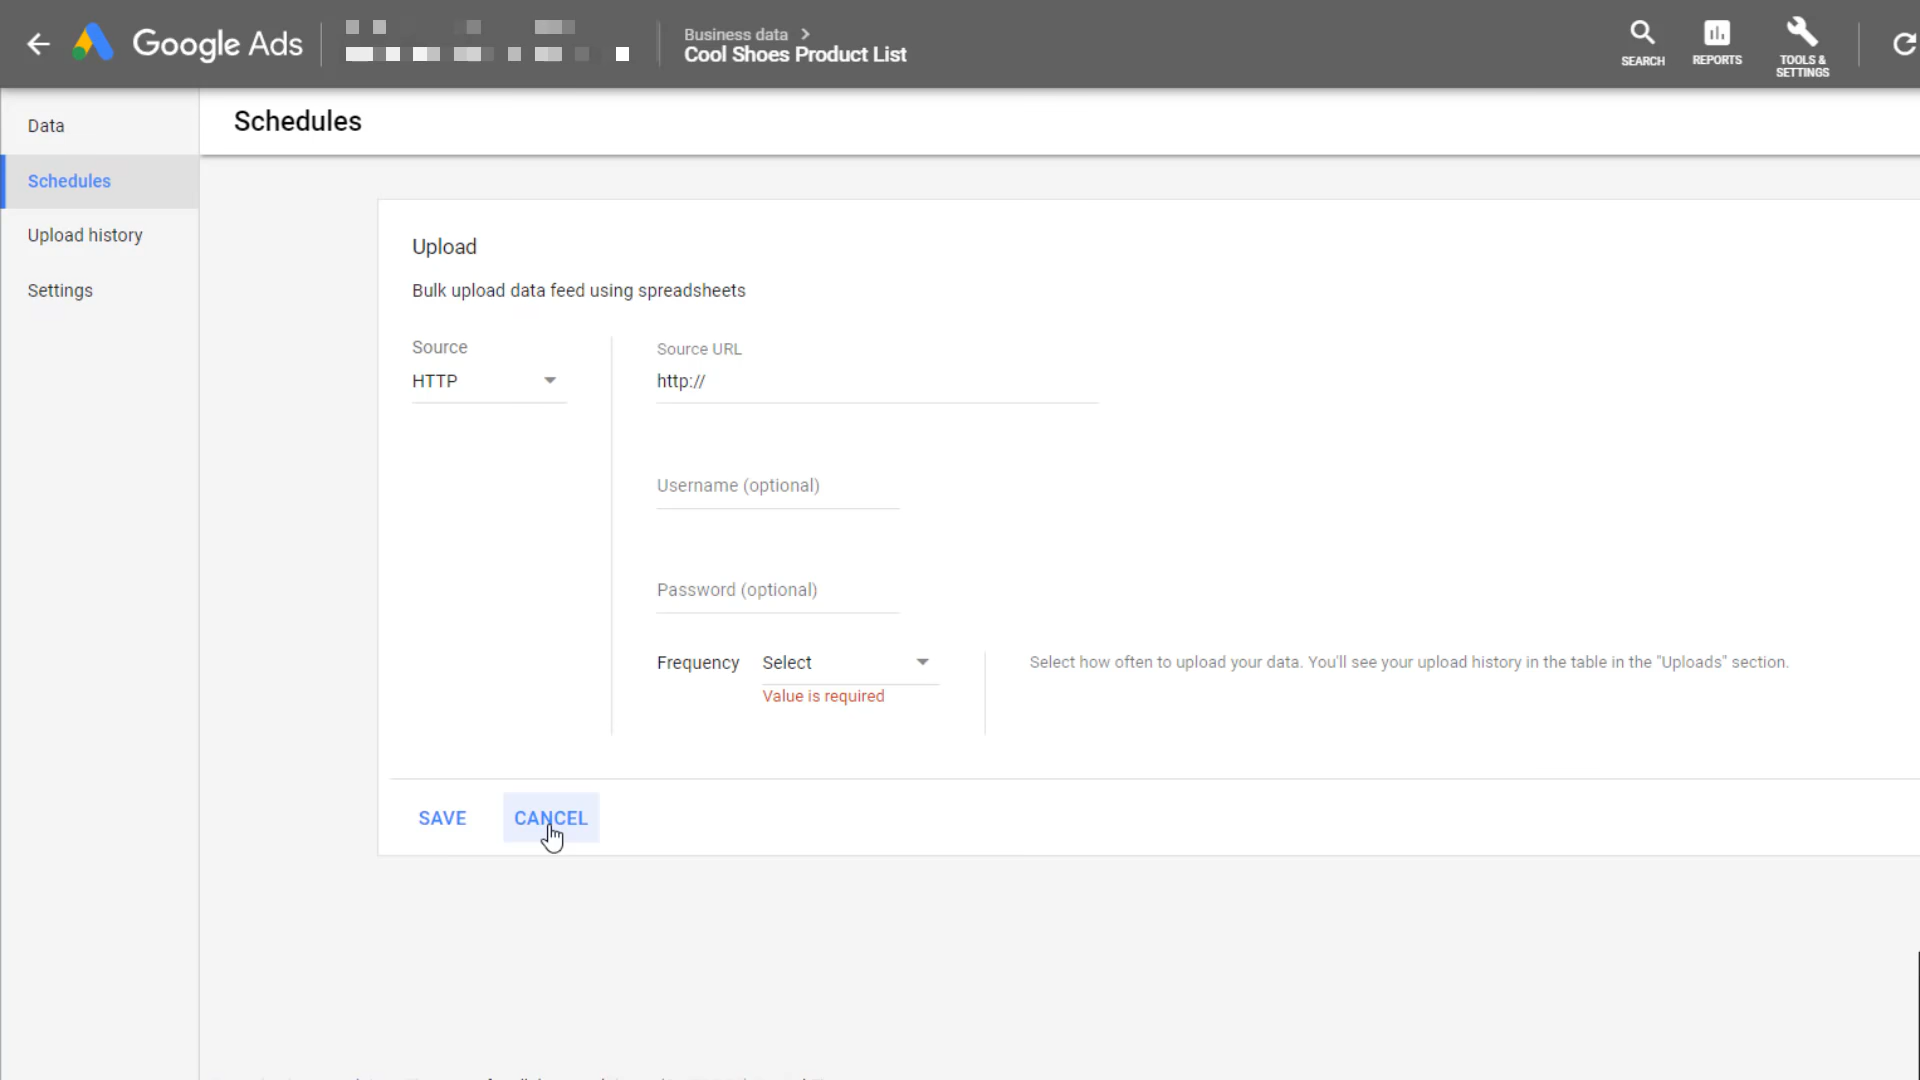 Google Ads
Business data >
Cool Shoes Product List
SEARCH
REPORTS
TOOLS &
SETTINGS
Data
Schedules
Upload history
Settings
Schedules
Upload
Bulk upload data feed using spreadsheets
Source
HTTP
Source URL
http://
Username (optional)
Password (optional)
Frequency Select
Value is required
Select how often to upload your data. You'll see your upload history in the table in the "Uploads" section.
SAVE CANCEL